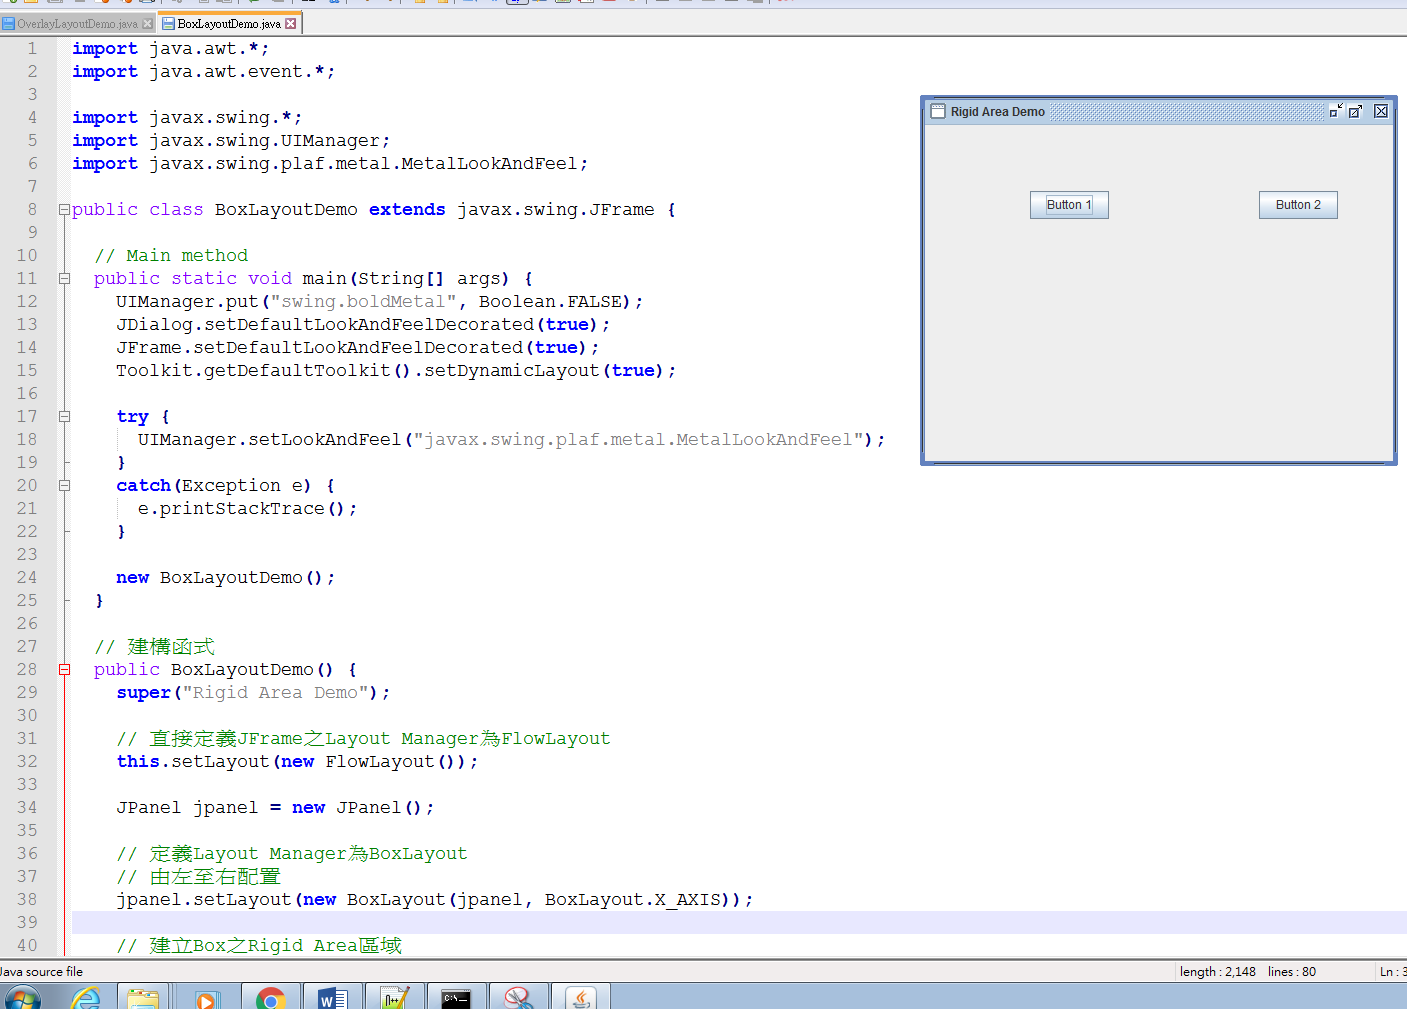 OverlayLayoutDemo.java BoxLayoutDemo.java
1 import java.awt.*;
2 import java.awt.event.*;
3
4 import javax.swing.*;
5 import javax.swing.UIManager;
6 import javax.swing.plaf.metal.MetalLookAndFeel;
7
8 public class BoxLayoutDemo extends javax.swing.JFrame {
9
10 // Main method
11 public static void main(String[] args) {
12 UIManager.put("swing.boldMetal", Boolean.FALSE);
13 JDialog.setDefaultLookAndFeelDecorated(true);
14 JFrame.setDefaultLookAndFeelDecorated(true);
15 Toolkit.getDefaultToolkit().setDynamicLayout(true);
16
17 try {
18 UIManager.setLookAndFeel("javax.swing.plaf.metal.MetalLookAndFeel");
19 }
20 catch(Exception e) {
21 e.printStackTrace();
22 }
23
24 new BoxLayoutDemo();
25 }
26
27 // 建構函式
28 public BoxLayoutDemo() {
29 super("Rigid Area Demo");
30
31 // 直接定義JFrame之Layout Manager為FlowLayout
32 this.setLayout(new FlowLayout());
33
34 JPanel jpanel = new JPanel();
35
36 // 定義Layout Manager為BoxLayout
37 // 由左至右配置
38 jpanel.setLayout(new BoxLayout(jpanel, BoxLayout.X_AXIS));
39
40 // 建立Box之Rigid Area區域
Rigid Area Demo
Button 1 Button 2
Java source file length : 2,148 lines : 80 Ln : 3